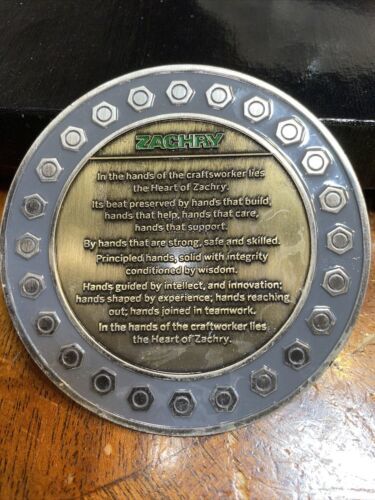 ZACHRY
In the hands of the craftsworker lies
the Heart of Zachry.
Its beat preserved by hands that build,
hands that help, hands that care,
hands that support.
By hands that are strong, safe and skilled.
Principled hands, solid with integrity
conditioned by wisdom.
Hands guided by intellect, and innovation;
hands shaped by experience; hands reaching
out; hands joined in teamwork.
In the hands of the craftworker lies
the Heart of Zachry.